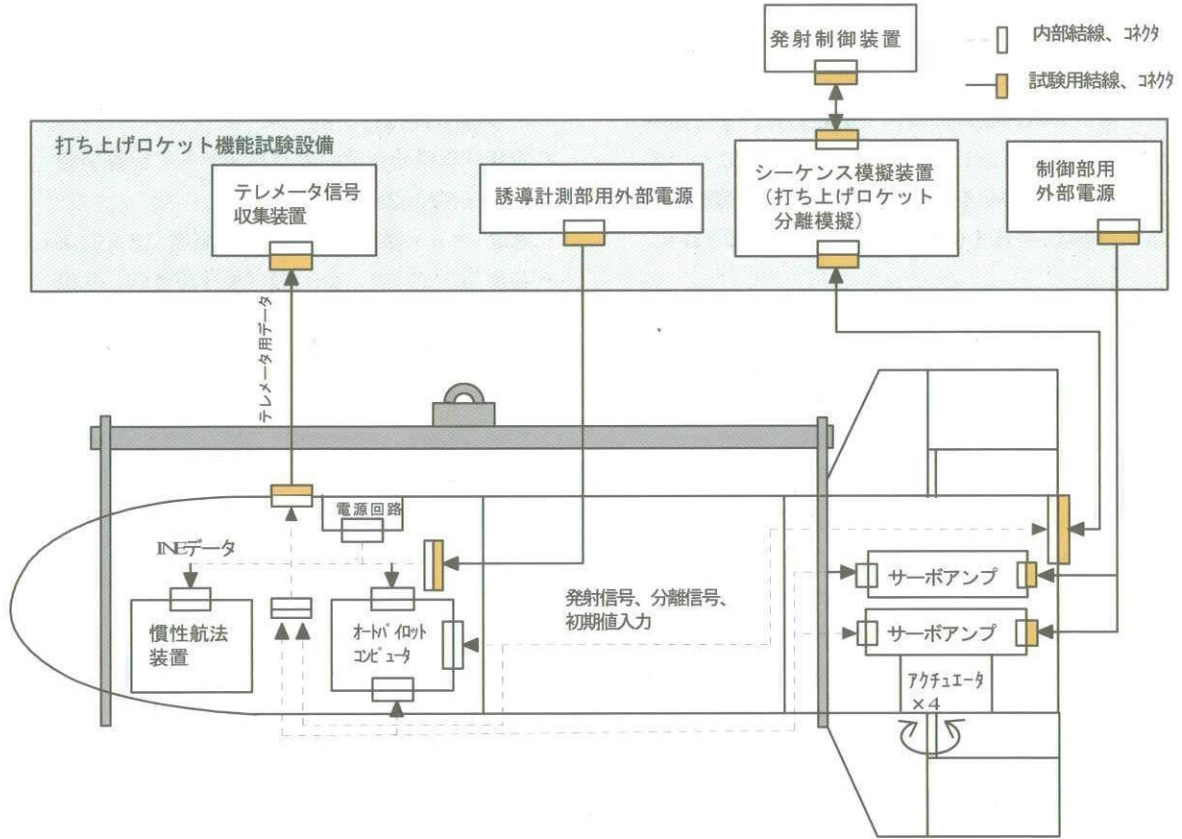 発射制御装置
内部結線、コネクタ
試験用結線、コネクタ
打ち上げロケット機能試験設備
テレメータ信号
収集装置
誘導計測部用外部電源
シーケンス模擬装置
(打ち上げロケット
分離模擬)
制御部用
外部電源
テレメータ用データ
電源回路
INEデータ
慣性航法
装置
オートパイロット
コンピュータ
発射信号、分離信号、
初期値入力
サーボアンプ
サーボアンプ
アクチュエータ
×4